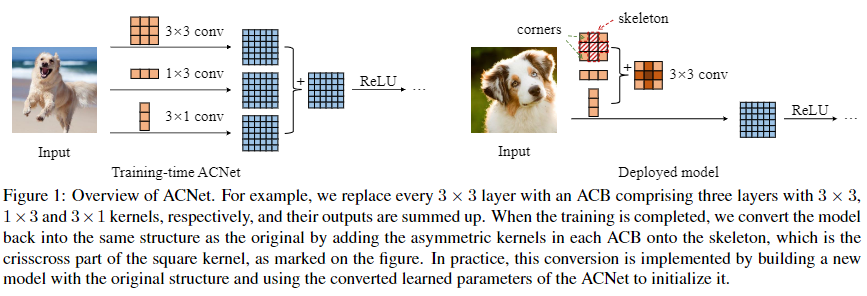 3×3 conv
1×3 conv
3×1 conv
+
ReLU
...
Input
Training-time ACNet
skeleton
corners
+
3×3 conv
ReLU
...
Input
Deployed model
Figure 1: Overview of ACNet. For example, we replace every 3 × 3 layer with an ACB comprising three layers with 3 × 3,
1 × 3 and 3 × 1 kernels, respectively, and their outputs are summed up. When the training is completed, we convert the model
back into the same structure as the original by adding the asymmetric kernels in each ACB onto the skeleton, which is the
crisscross part of the square kernel, as marked on the figure. In practice, this conversion is implemented by building a new
model with the original structure and using the converted learned parameters of the ACNet to initialize it.